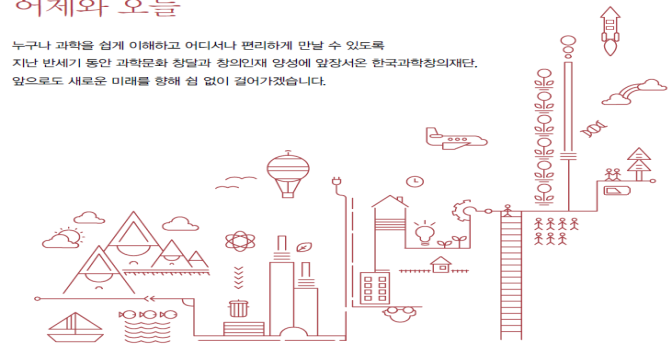 어제와 오늘
누구나 과학을 쉽게 이해하고 어디서나 편리하게 만날 수 있도록
지난 반세기 동안 과학문화 창달과 창의인재 양성에 앞장서온 한국과학창의재단,
앞으로도 새로운 미래를 향해 쉼 없이 걸어가겠습니다.